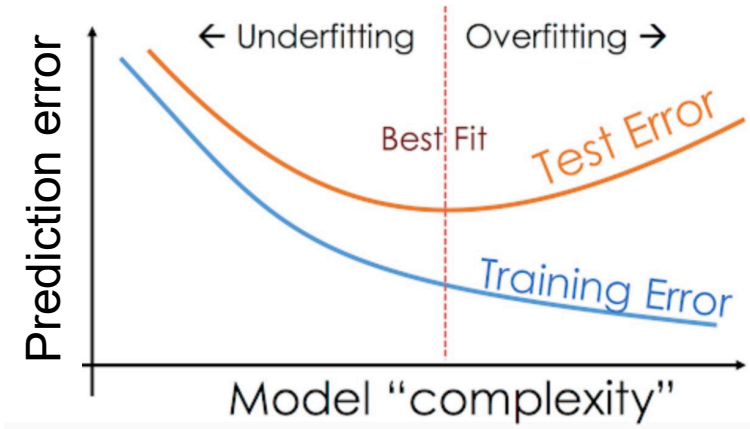 ← Underfitting
Overfitting →
Prediction error
Best Fit
Test Error
Training Error
Model “complexity”